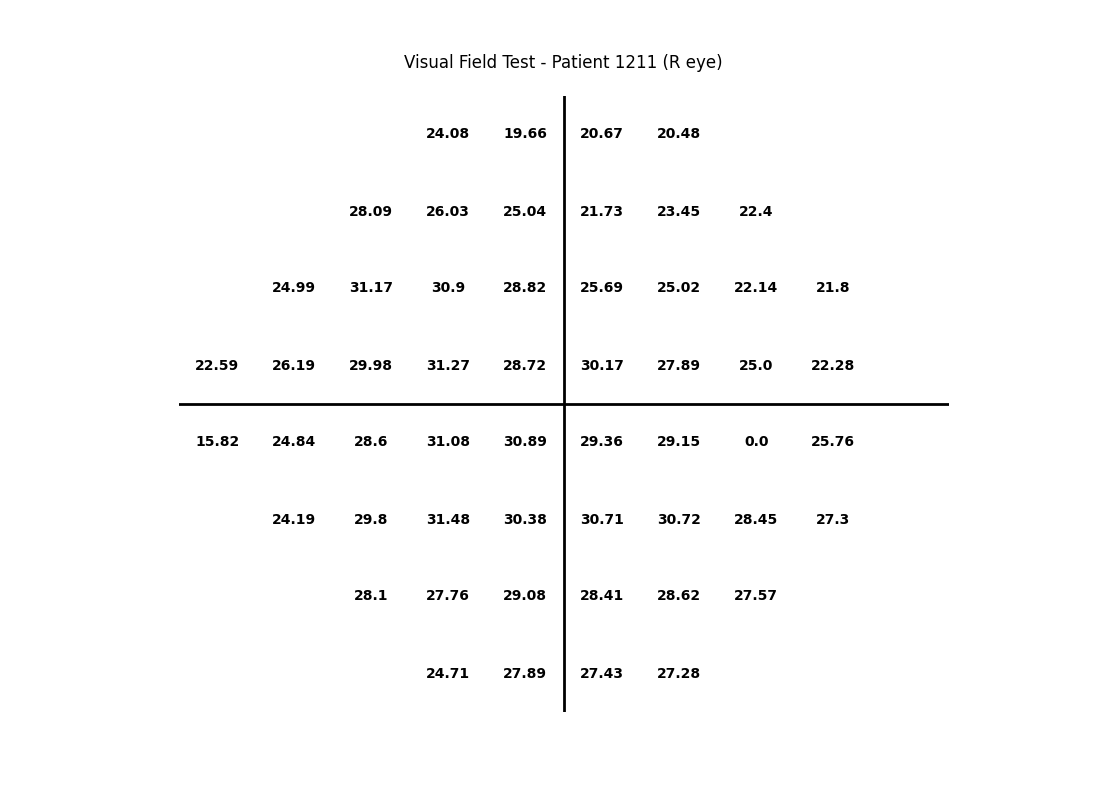 Visual Field Test - Patient 1211 (R eye)
24.08 19.66 20.67 20.48
28.09 26.03 25.04 21.73 23.45 22.4
24.99 31.17 30.9 28.82 25.69 25.02 22.14 21.8
22.59 26.19 29.98 31.27 28.72 30.17 27.89 25.0 22.28
15.82 24.84 28.6 31.08 30.89 29.36 29.15 0.0 25.76
24.19 29.8 31.48 30.38 30.71 30.72 28.45 27.3
28.1 27.76 29.08 28.41 28.62 27.57
24.71 27.89 27.43 27.28